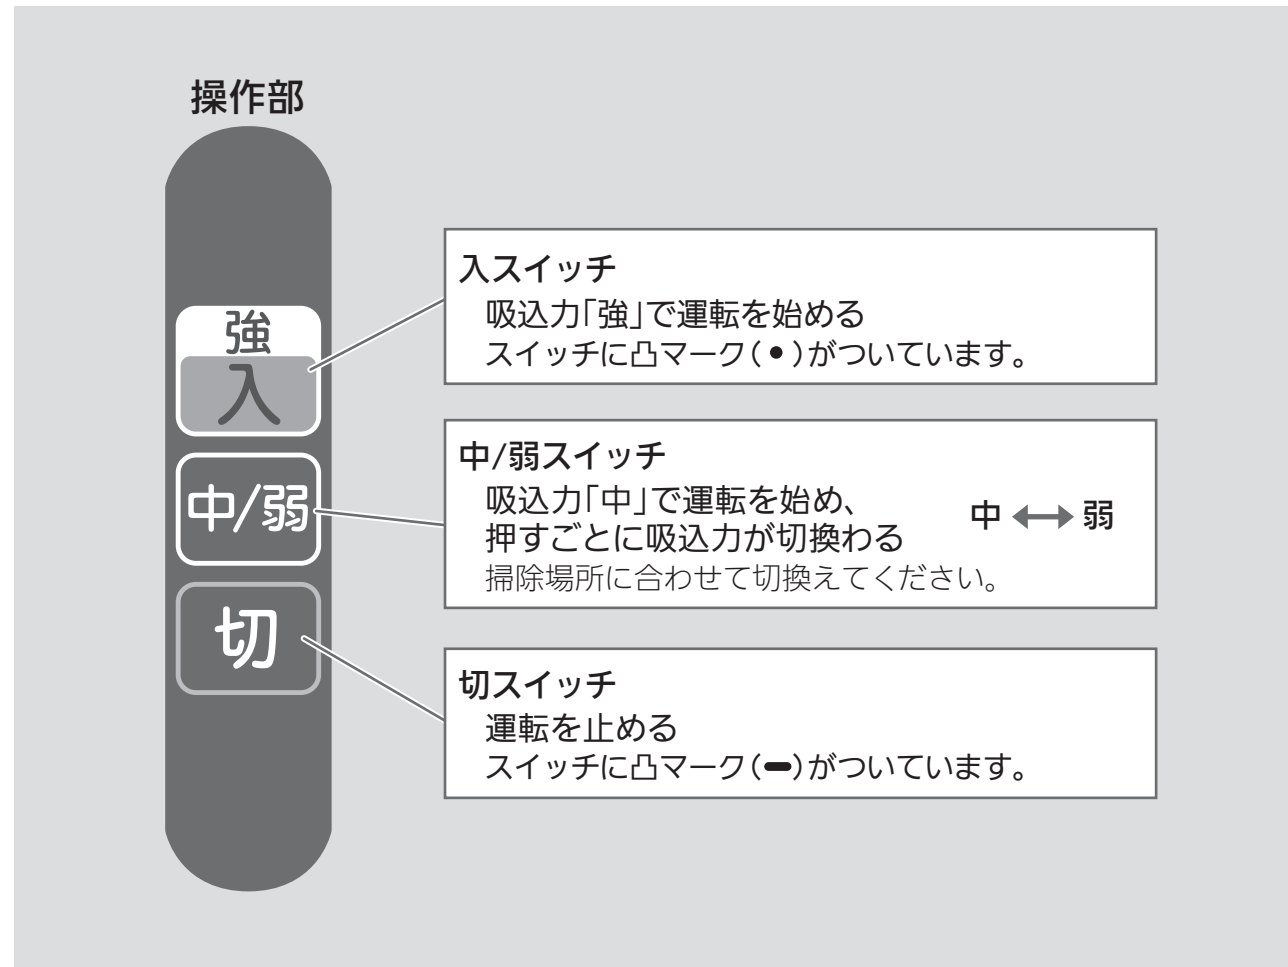 操作部
強
入
中/弱
切
入スイッチ
吸込力「強」で運転を始める
スイッチに凸マーク(●)がついています。
中/弱スイッチ
吸込力「中」で運転を始め、
押すごとに吸込力が切換わる
中 ⟷ 弱
掃除場所に合わせて切換えてください。
切スイッチ
運転を止める
スイッチに凸マーク(━)がついています。